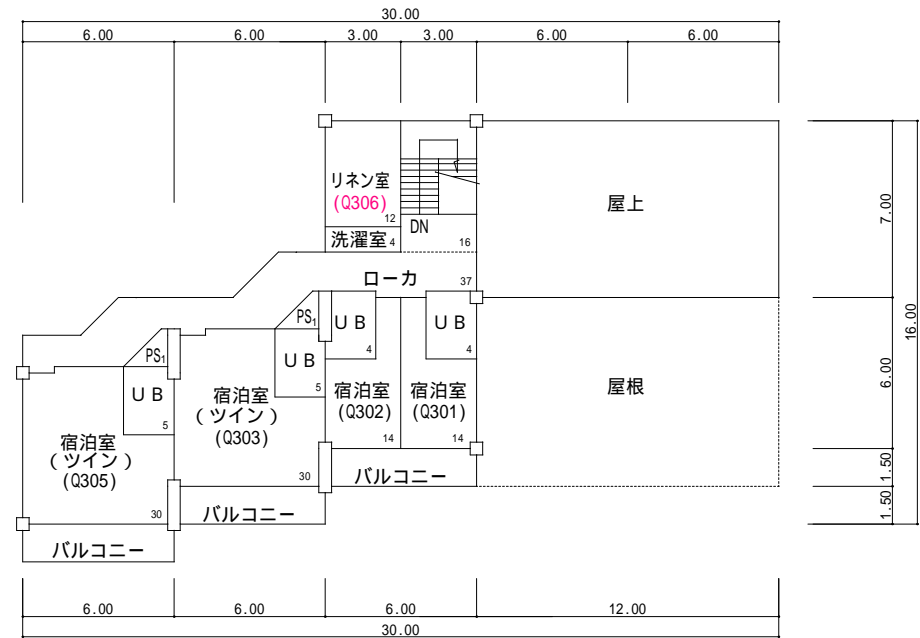 30.00
6.00 6.00 3.00 3.00 6.00 6.00
リネン室
(Q306)
12
洗濯室 4
DN
16
屋上
7.00
16.00
ローカ 37
PS1
UB
4
UB
4
PS1
UB
5
UB
5
宿泊室
(Q302)
14
宿泊室
(Q301)
14
屋根
6.00
宿泊室
(ツイン)
(Q303)
30
宿泊室
(ツイン)
(Q305)
30
バルコニー
バルコニー
バルコニー
1.50
1.50
6.00 6.00 6.00 12.00
30.00